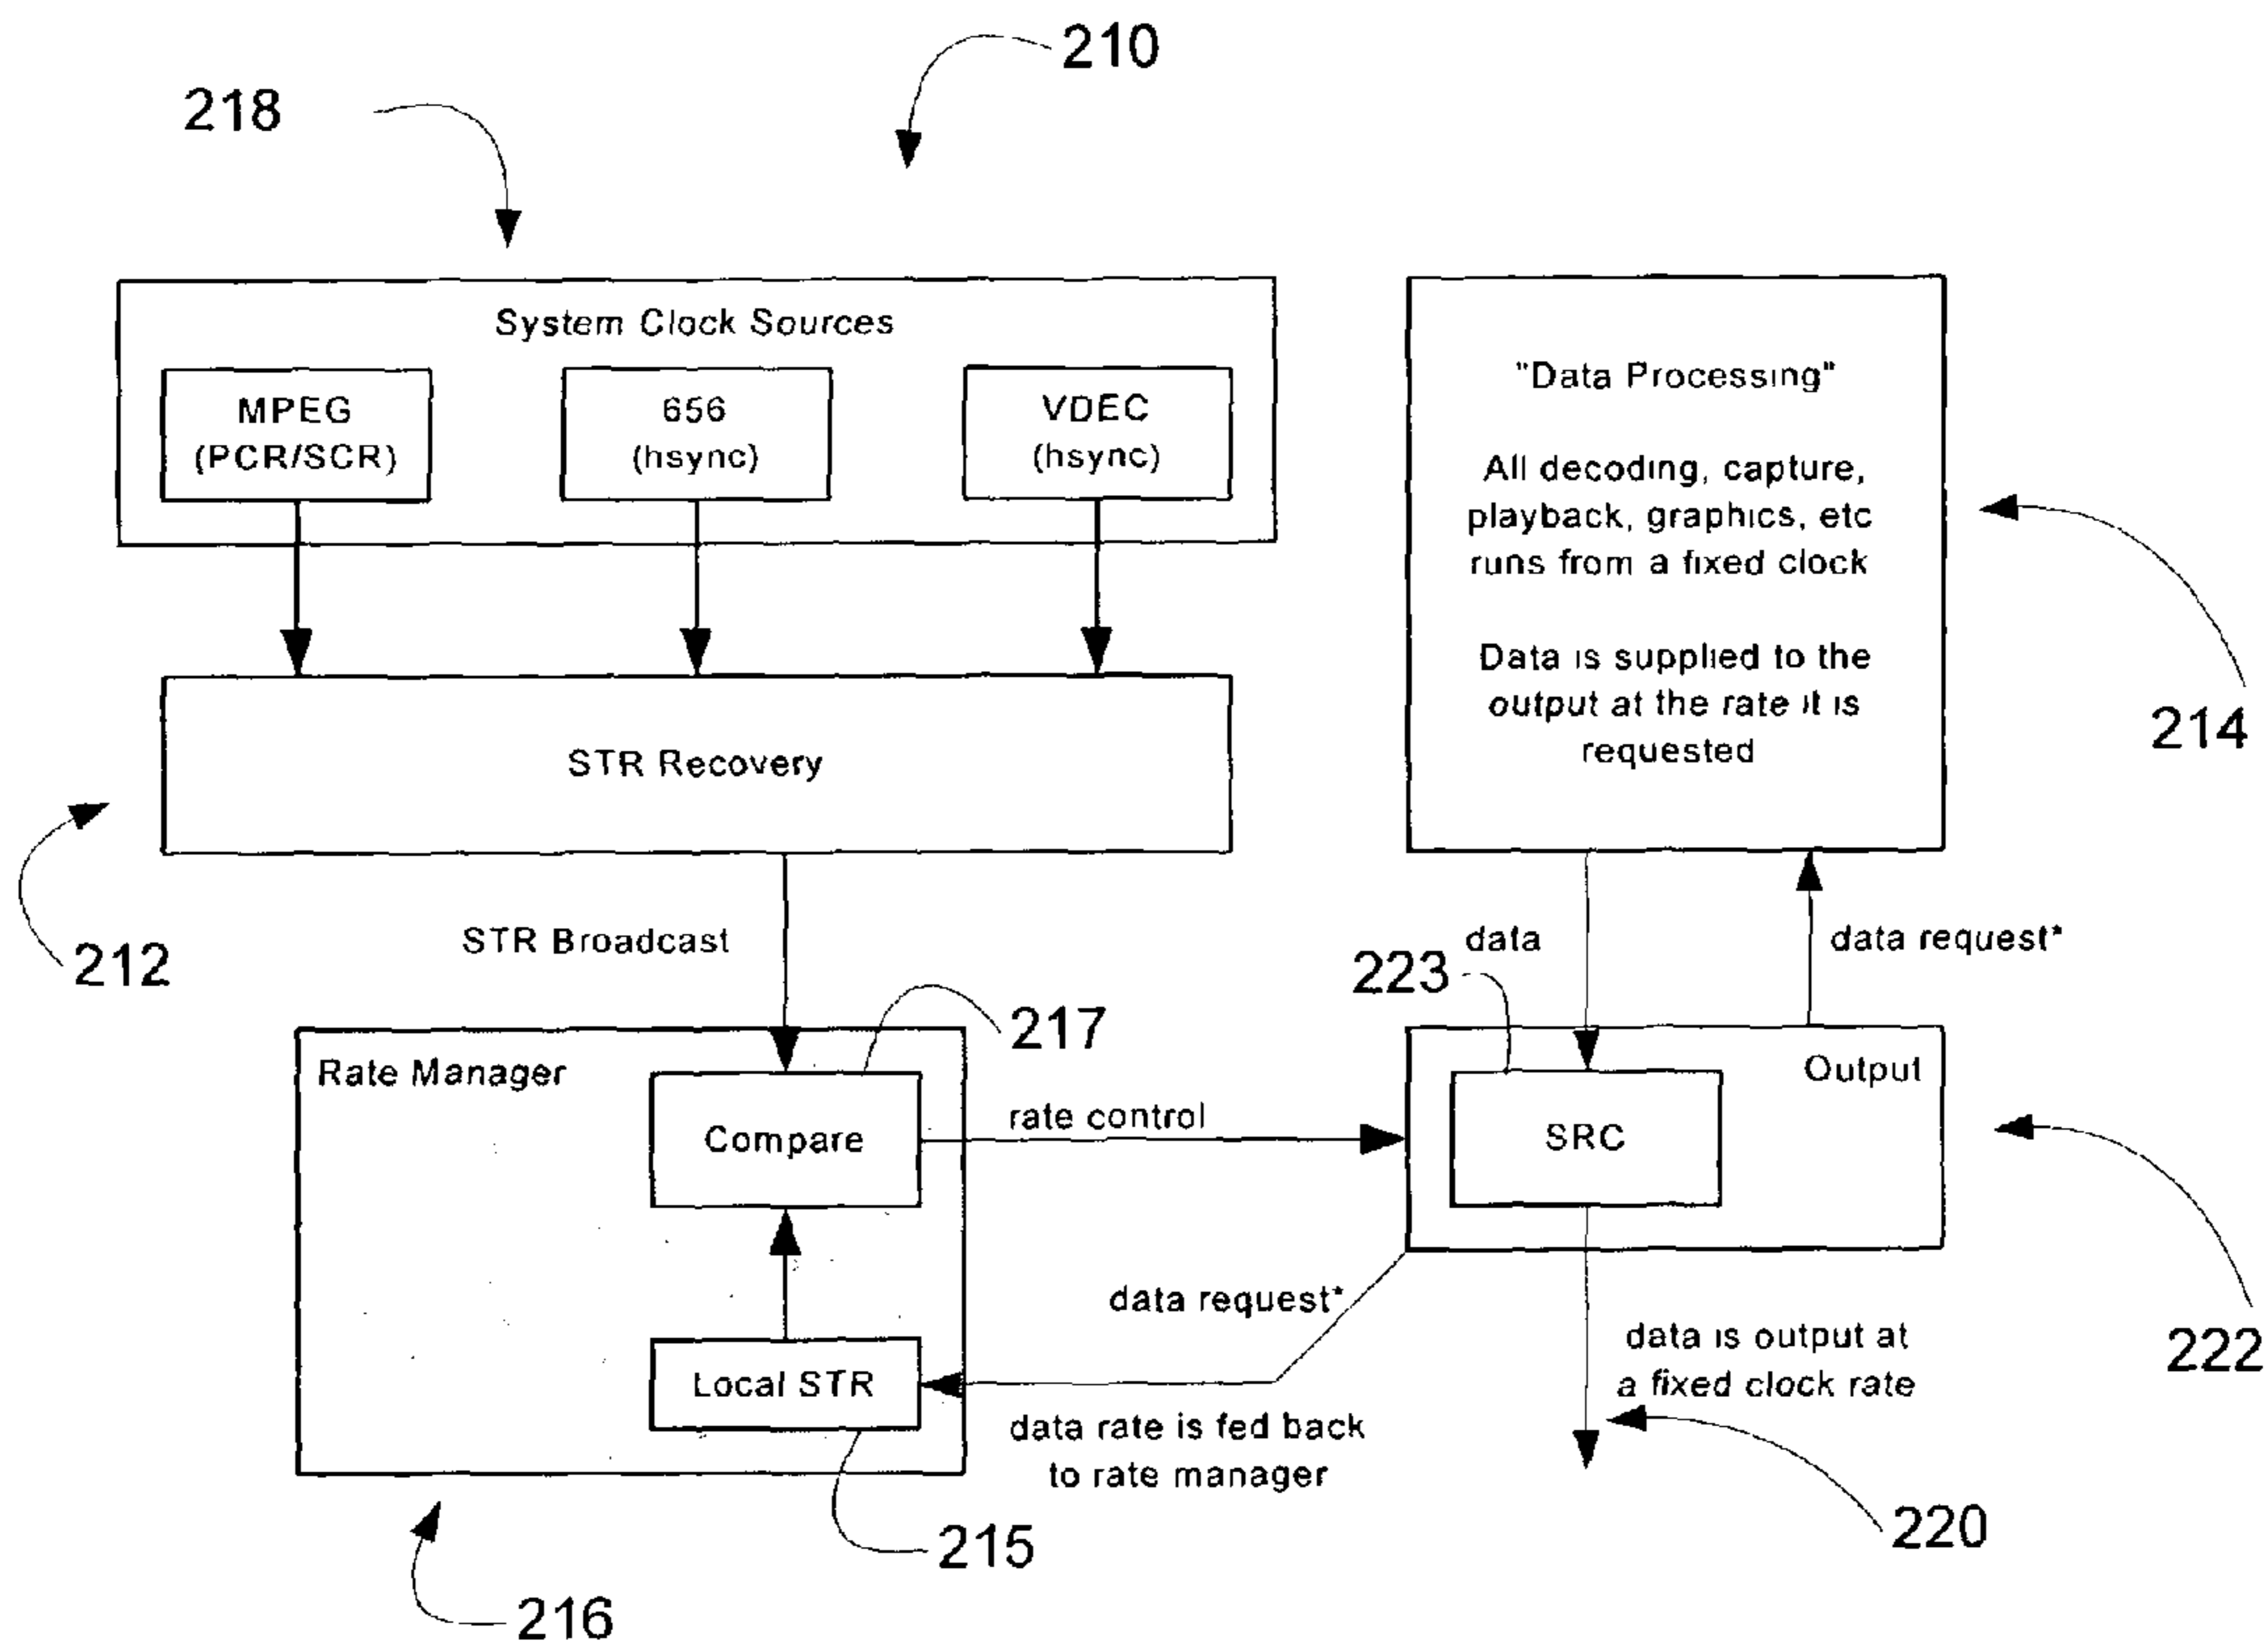 210
218
System Clock Sources
MPEG
(PCR/SCR)
656
(hsync)
VDEC
(hsync)
"Data Processing"
All decoding, capture,
playback, graphics, etc
runs from a fixed clock
Data is supplied to the
output at the rate it is
requested
214
STR Recovery
212
STR Broadcast
data
data request*
223
217
Rate Manager
Compare
rate control
Output
SRC
222
data request*
Local STR
data rate is fed back
to rate manager
data is output at
a fixed clock rate
220
215
216